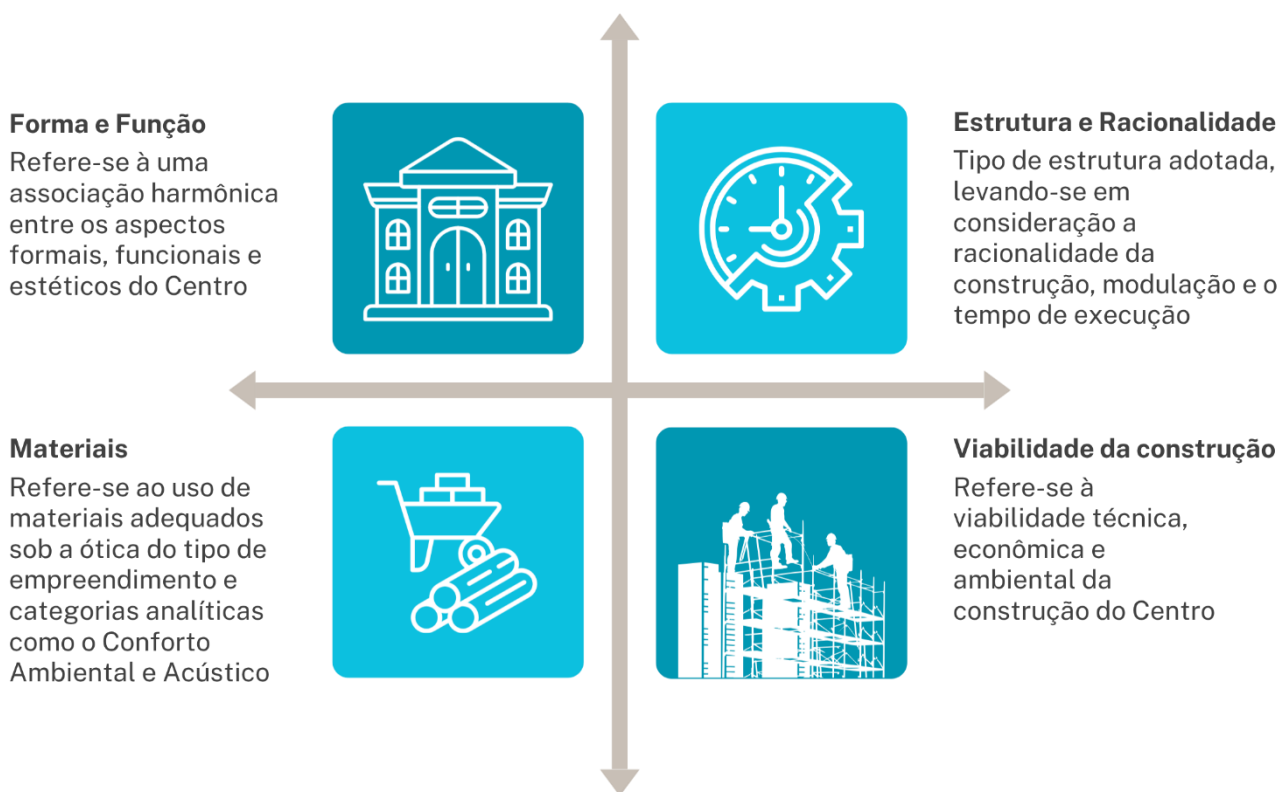 Forma e Função
Refere-se à uma
associação harmônica
entre os aspectos
formais, funcionais e
estéticos do Centro
Estrutura e Racionalidade
Tipo de estrutura adotada,
levando-se em
consideração a
racionalidade da
construção, modulação e o
tempo de execução
Materiais
Refere-se ao uso de
materiais adequados
sob a ótica do tipo de
empreendimento e
categorias analíticas
como o Conforto
Ambiental e Acústico
Viabilidade da construção
Refere-se à
viabilidade técnica,
econômica e
ambiental da
construção do Centro